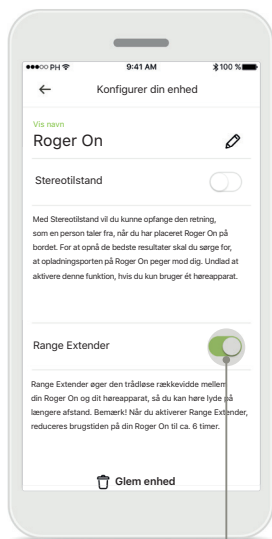 PH 9:41 AM 100 %
Konfigurer din enhed
Vis navn
Roger On
Stereotilstand
Med Stereotilstand vil du kunne opfange den retning,
som en person taler fra, når du har placeret Roger On på
bordet. For at opnå de bedste resultater skal du sørge for,
at opladningsporten på Roger On peger mod dig. Undlad at
aktivere denne funktion, hvis du kun bruger ét høreapparat.
Range Extender
Range Extender øger den trådløse rækkevidde mellem
din Roger On og dit høreapparat, så du kan høre lyde på
længere afstand. Bemærk! Når du aktiverer Range Extender,
reduceres brugstiden på din Roger On til ca. 6 timer.
Glem enhed